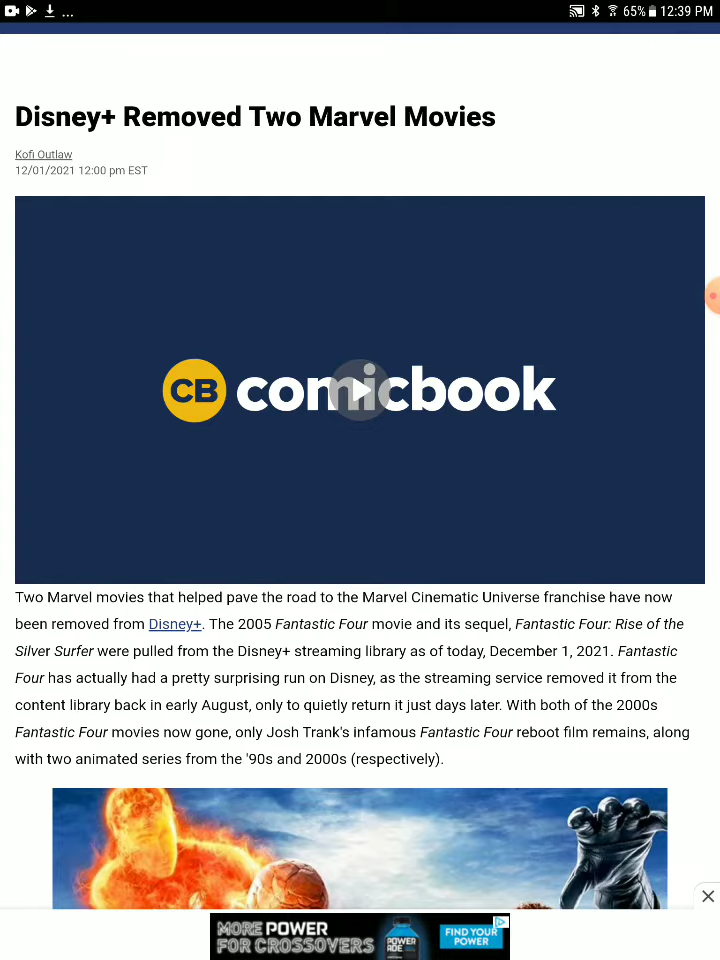 ... 65% 12:39 PM
Disney+ Removed Two Marvel Movies
Kofi Outlaw
12/01/2021 12:00 pm EST
CB comicbook
Two Marvel movies that helped pave the road to the Marvel Cinematic Universe franchise have now
been removed from Disney+. The 2005 Fantastic Four movie and its sequel, Fantastic Four: Rise of the
Silver Surfer were pulled from the Disney+ streaming library as of today, December 1, 2021. Fantastic
Four has actually had a pretty surprising run on Disney, as the streaming service removed it from the
content library back in early August, only to quietly return it just days later. With both of the 2000s
Fantastic Four movies now gone, only Josh Trank's infamous Fantastic Four reboot film remains, along
with two animated series from the '90s and 2000s (respectively).
MORE POWER
FOR CROSSOVERS
POWER
ADE
FIND YOUR
POWER